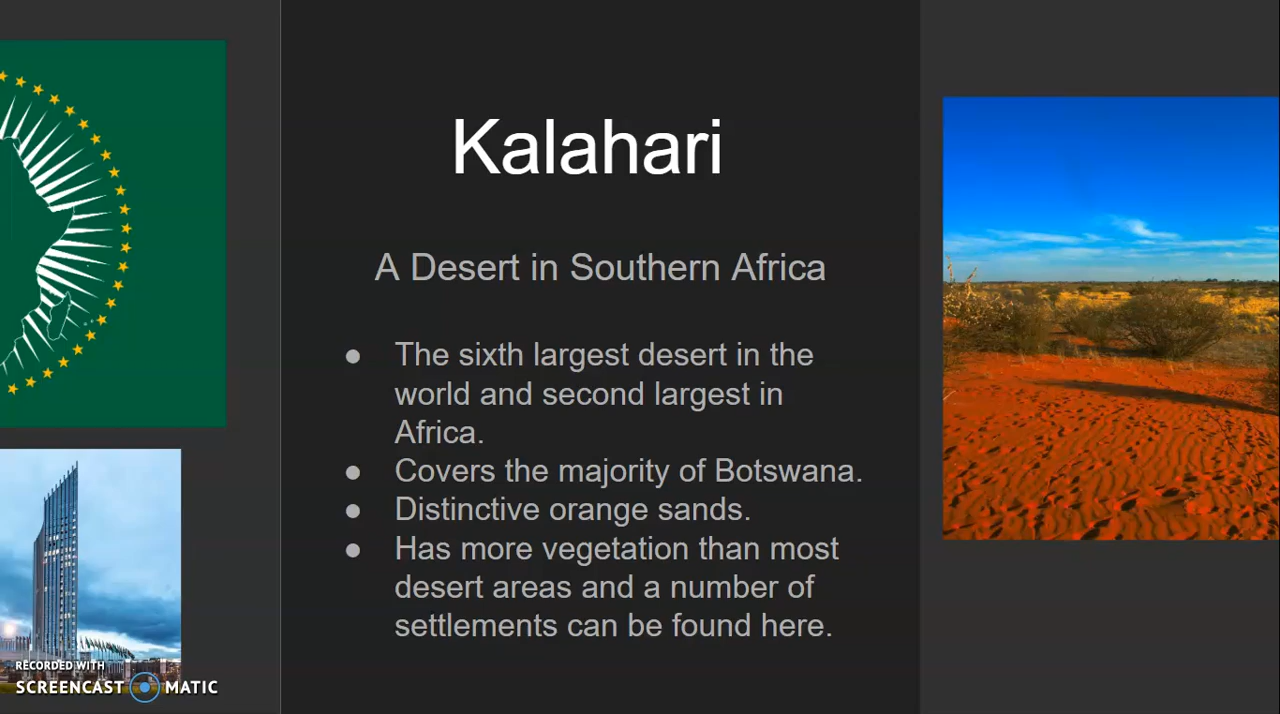 Kalahari
A Desert in Southern Africa
● The sixth largest desert in the
world and second largest in
Africa.
● Covers the majority of Botswana.
● Distinctive orange sands.
● Has more vegetation than most
desert areas and a number of
settlements can be found here.
RECORDED WITH
SCREENCAST MATIC